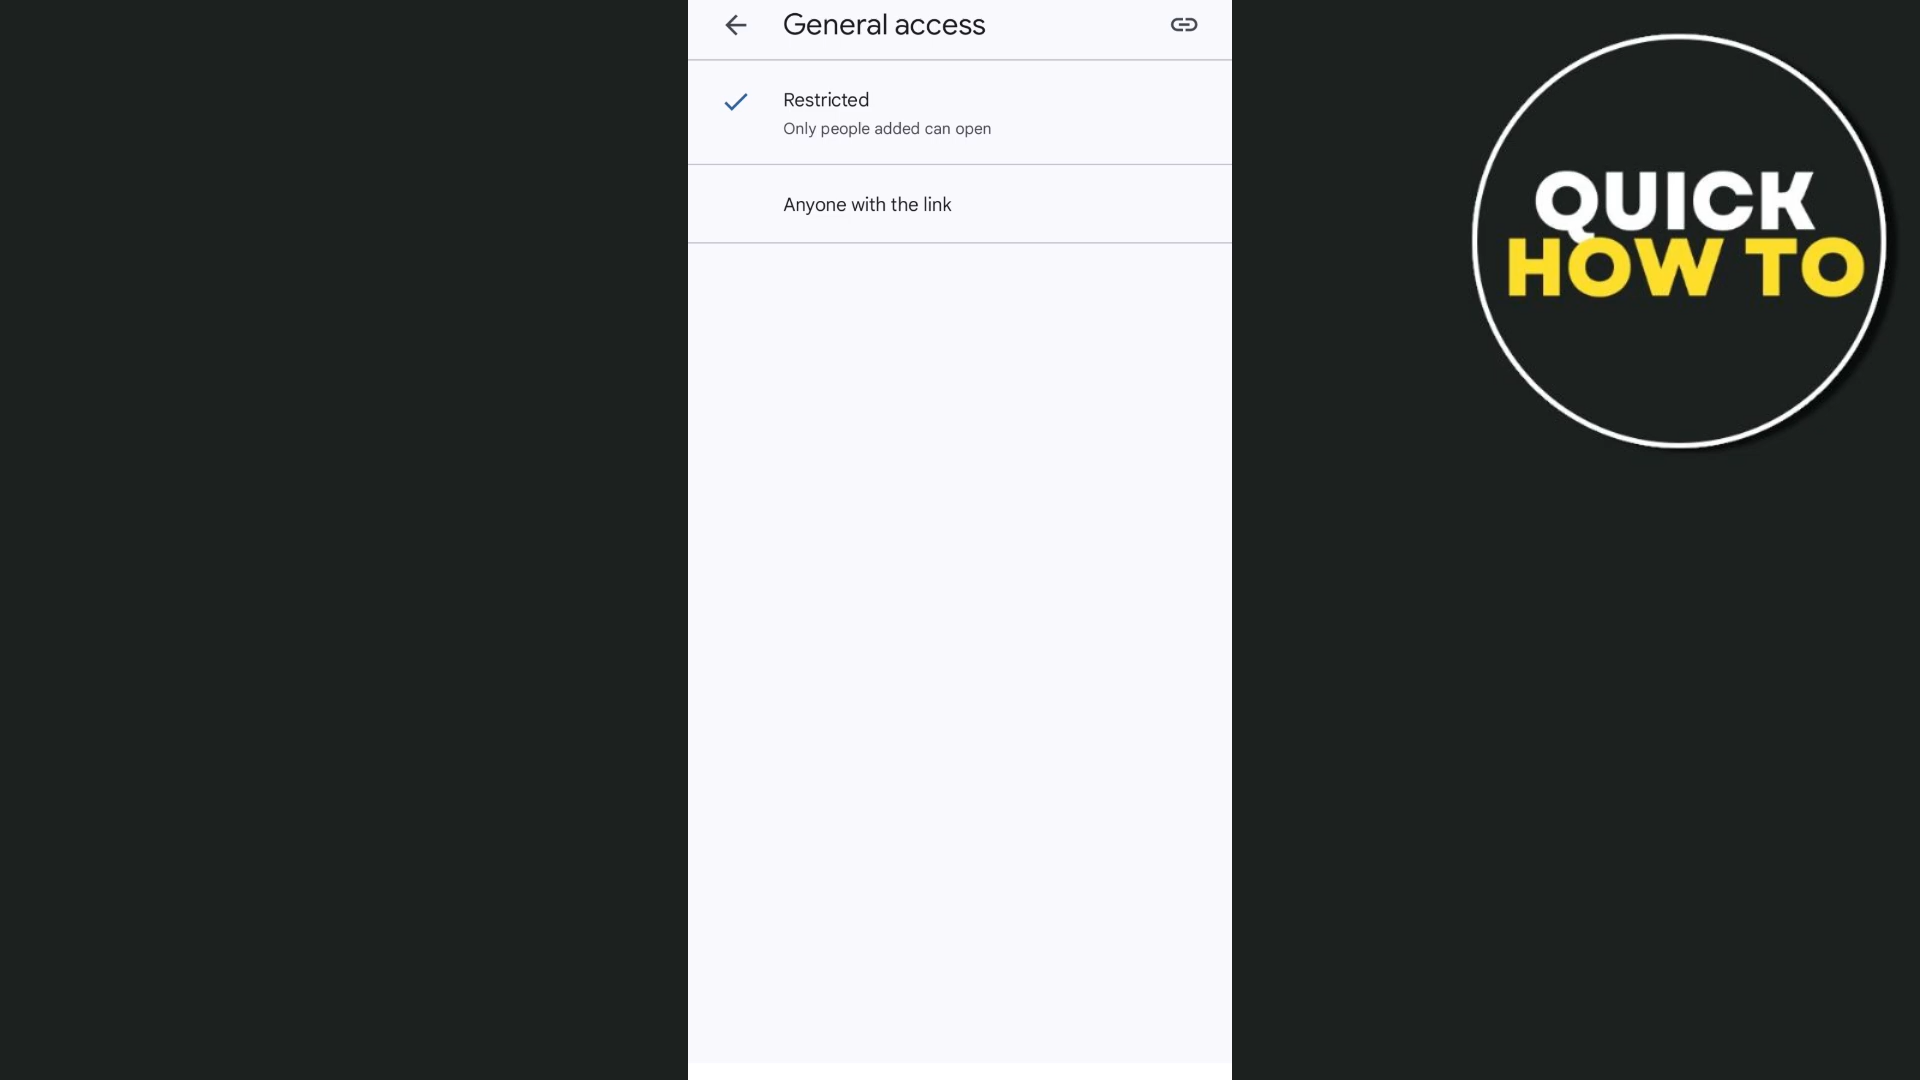 General access
Restricted
Only people added can open
Anyone with the link
QUICK
HOW TO